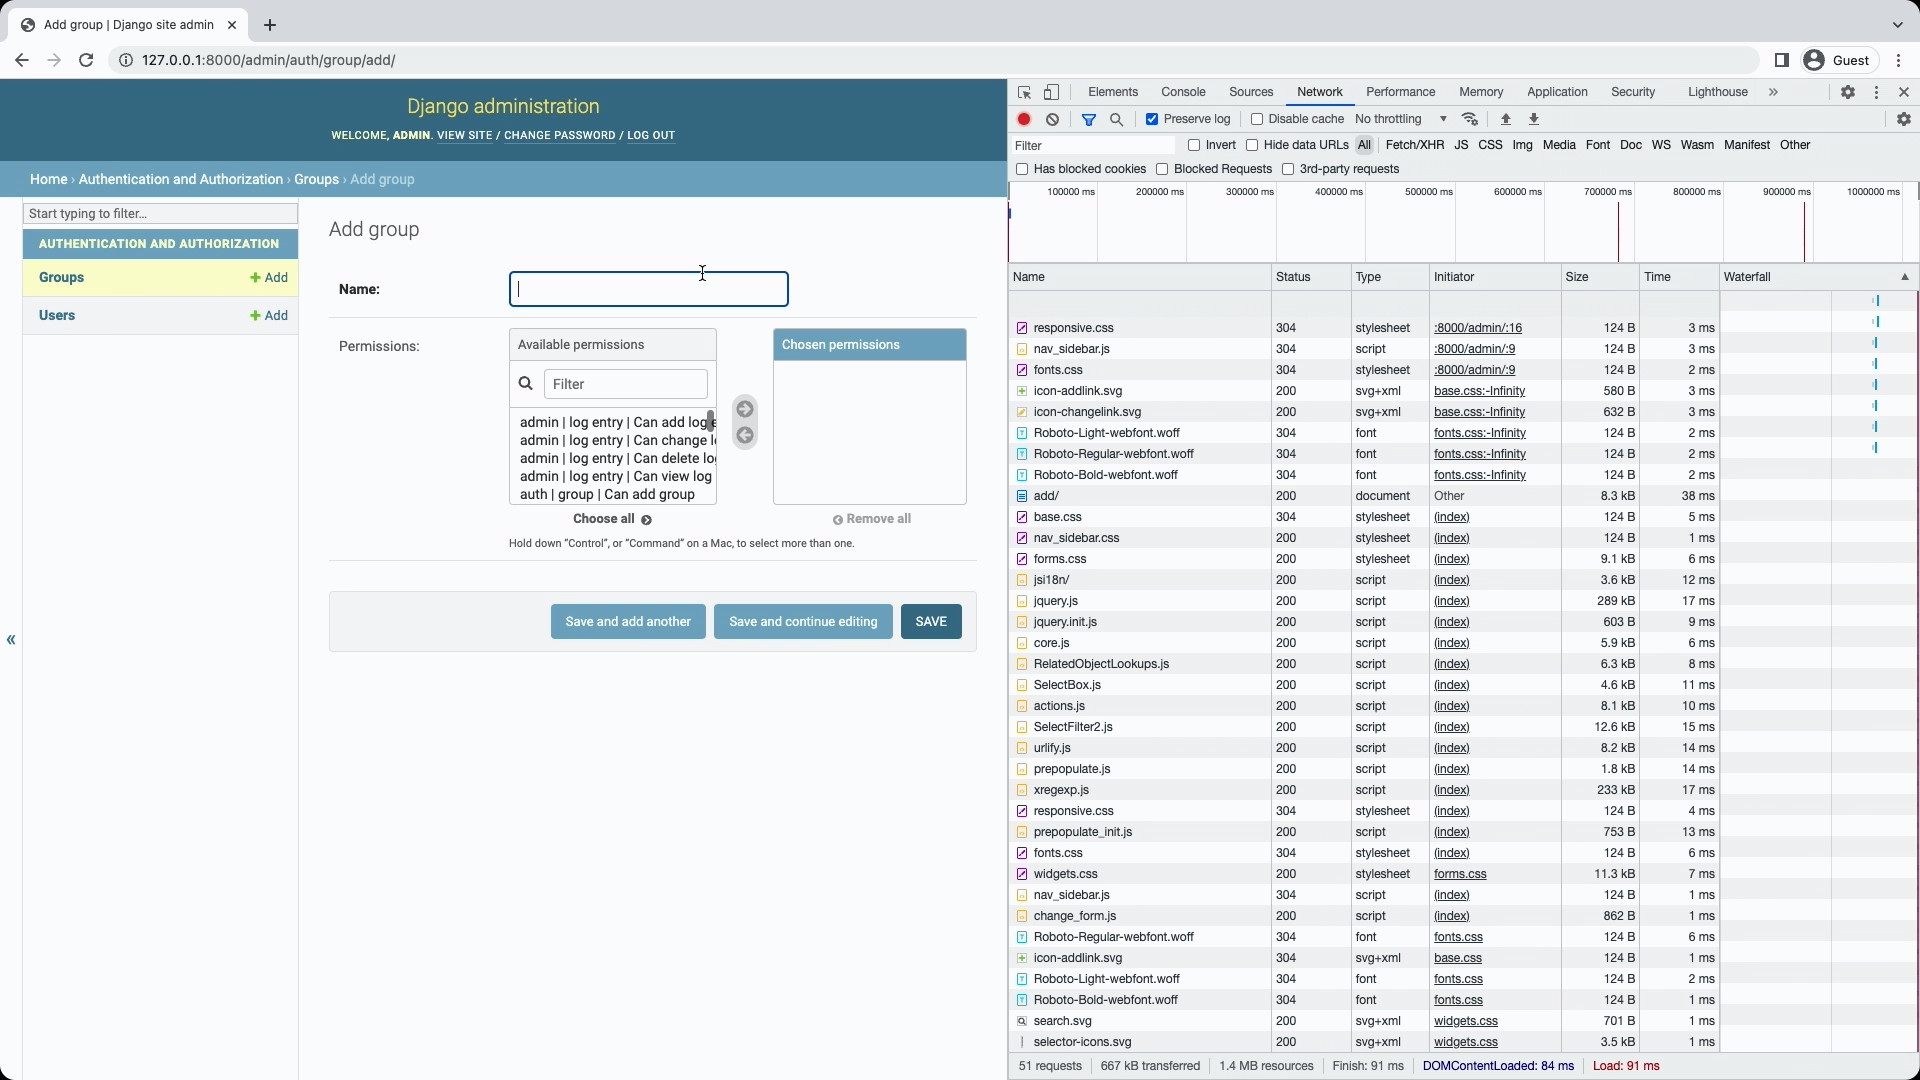 Add group | Django site admin
127.0.0.1:8000/admin/auth/group/add/
Guest
Django administration
WELCOME, ADMIN. VIEW SITE / CHANGE PASSWORD / LOG OUT
Home › Authentication and Authorization › Groups › Add group
Start typing to filter...
AUTHENTICATION AND AUTHORIZATION
Groups + Add
Users + Add
«
Add group
Name:
Permissions:
Available permissions
Filter
admin | log entry | Can add log e
admin | log entry | Can change l
admin | log entry | Can delete lo
admin | log entry | Can view log
auth | group | Can add group
Choose all
Chosen permissions
Remove all
Hold down "Control", or "Command" on a Mac, to select more than one.
Save and add another
Save and continue editing
SAVE
Elements Console Sources Network Performance Memory Application Security Lighthouse »
Preserve log Disable cache No throttling
Filter Invert Hide data URLs All Fetch/XHR JS CSS Img Media Font Doc WS Wasm Manifest Other
Has blocked cookies Blocked Requests 3rd-party requests
100000 ms 200000 ms 300000 ms 400000 ms 500000 ms 600000 ms 700000 ms 800000 ms 900000 ms 1000000 ms
Name Status Type Initiator Size Time Waterfall
responsive.css 304 stylesheet :8000/admin/:16 124 B 3 ms
nav_sidebar.js 304 script :8000/admin/:9 124 B 3 ms
fonts.css 304 stylesheet :8000/admin/:9 124 B 2 ms
icon-addlink.svg 200 svg+xml base.css:-Infinity 580 B 3 ms
icon-changelink.svg 200 svg+xml base.css:-Infinity 632 B 3 ms
Roboto-Light-webfont.woff 304 font fonts.css:-Infinity 124 B 2 ms
Roboto-Regular-webfont.woff 304 font fonts.css:-Infinity 124 B 2 ms
Roboto-Bold-webfont.woff 304 font fonts.css:-Infinity 124 B 2 ms
add/ 200 document Other 8.3 kB 38 ms
base.css 304 stylesheet (index) 124 B 5 ms
nav_sidebar.css 304 stylesheet (index) 124 B 1 ms
forms.css 200 stylesheet (index) 9.1 kB 6 ms
jsi18n/ 200 script (index) 3.6 kB 12 ms
jquery.js 200 script (index) 289 kB 17 ms
jquery.init.js 200 script (index) 603 B 9 ms
core.js 200 script (index) 5.9 kB 6 ms
RelatedObjectLookups.js 200 script (index) 6.3 kB 8 ms
SelectBox.js 200 script (index) 4.6 kB 11 ms
actions.js 200 script (index) 8.1 kB 10 ms
SelectFilter2.js 200 script (index) 12.6 kB 15 ms
urlify.js 200 script (index) 8.2 kB 14 ms
prepopulate.js 200 script (index) 1.8 kB 14 ms
xregexp.js 200 script (index) 233 kB 17 ms
responsive.css 304 stylesheet (index) 124 B 4 ms
prepopulate_init.js 200 script (index) 753 B 13 ms
fonts.css 304 stylesheet (index) 124 B 6 ms
widgets.css 200 stylesheet forms.css 11.3 kB 7 ms
nav_sidebar.js 304 script (index) 124 B 1 ms
change_form.js 200 script (index) 862 B 1 ms
Roboto-Regular-webfont.woff 304 font fonts.css 124 B 6 ms
icon-addlink.svg 304 svg+xml base.css 124 B 1 ms
Roboto-Light-webfont.woff 304 font fonts.css 124 B 2 ms
Roboto-Bold-webfont.woff 304 font fonts.css 124 B 1 ms
search.svg 200 svg+xml widgets.css 701 B 1 ms
selector-icons.svg 200 svg+xml widgets.css 3.5 kB 1 ms
51 requests 667 kB transferred 1.4 MB resources Finish: 91 ms DOMContentLoaded: 84 ms Load: 91 ms